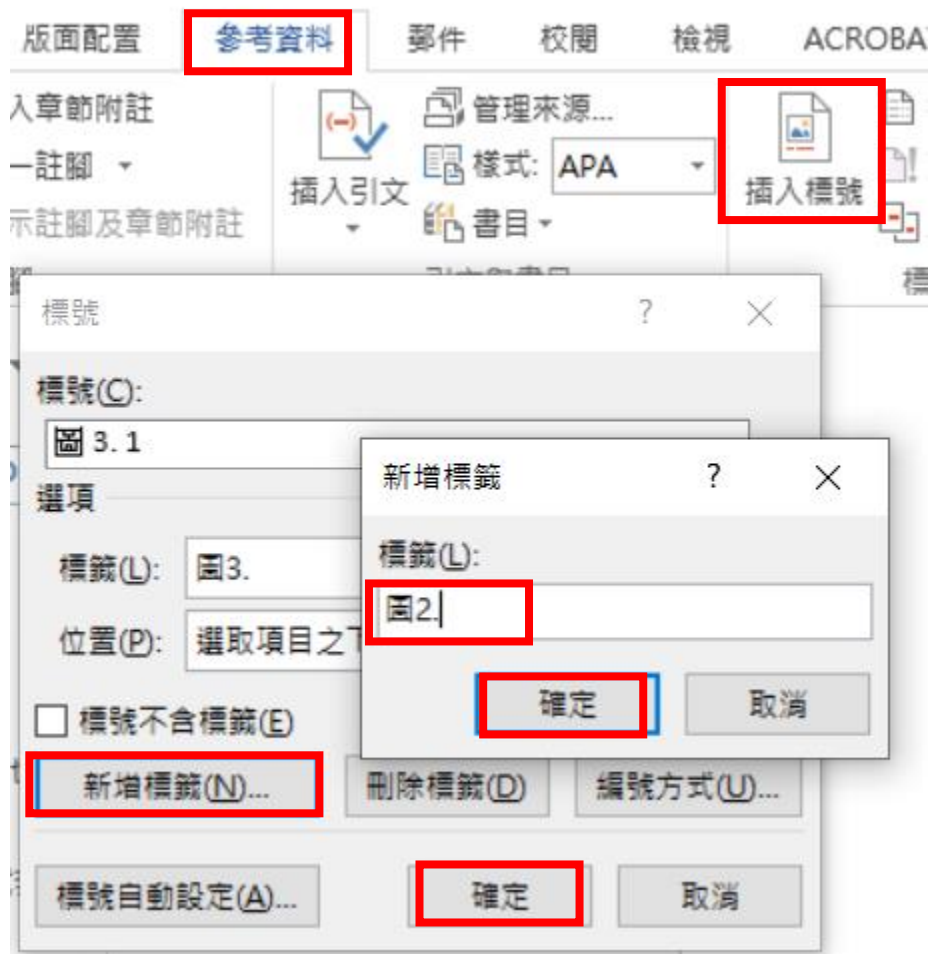 版面配置 參考資料 郵件 校閱 檢視 ACROBA
入章節附註
一註腳
示註腳及章節附註
插入引文
管理來源...
樣式: APA
書目
插入標號
標號
標號(C):
圖 3. 1
選項
標籤(L): 圖3.
位置(P): 選取項目之下
標號不含標籤(E)
新增標籤(N)...
刪除標籤(D)
編號方式(U)...
標號自動設定(A)...
確定
取消
新增標籤
標籤(L):
圖2.
確定
取消